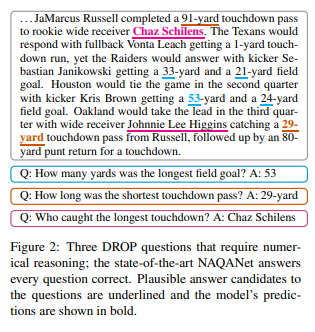 ...JaMarcus Russell completed a 91-yard touchdown pass
to rookie wide receiver Chaz Schilens. The Texans would
respond with fullback Vonta Leach getting a 1-yard touch-
down run, yet the Raiders would answer with kicker Se-
bastian Janikowski getting a 33-yard and a 21-yard field
goal. Houston would tie the game in the second quarter
with kicker Kris Brown getting a 53-yard and a 24-yard
field goal. Oakland would take the lead in the third quar-
ter with wide receiver Johnnie Lee Higgins catching a 29-
yard touchdown pass from Russell, followed up by an 80-
yard punt return for a touchdown.
Q: How many yards was the longest field goal? A: 53
Q: How long was the shortest touchdown pass? A: 29-yard
Q: Who caught the longest touchdown? A: Chaz Schilens
Figure 2: Three DROP questions that require numer-
ical reasoning; the state-of-the-art NAQANet answers
every question correct. Plausible answer candidates to
the questions are underlined and the model's predic-
tions are shown in bold.